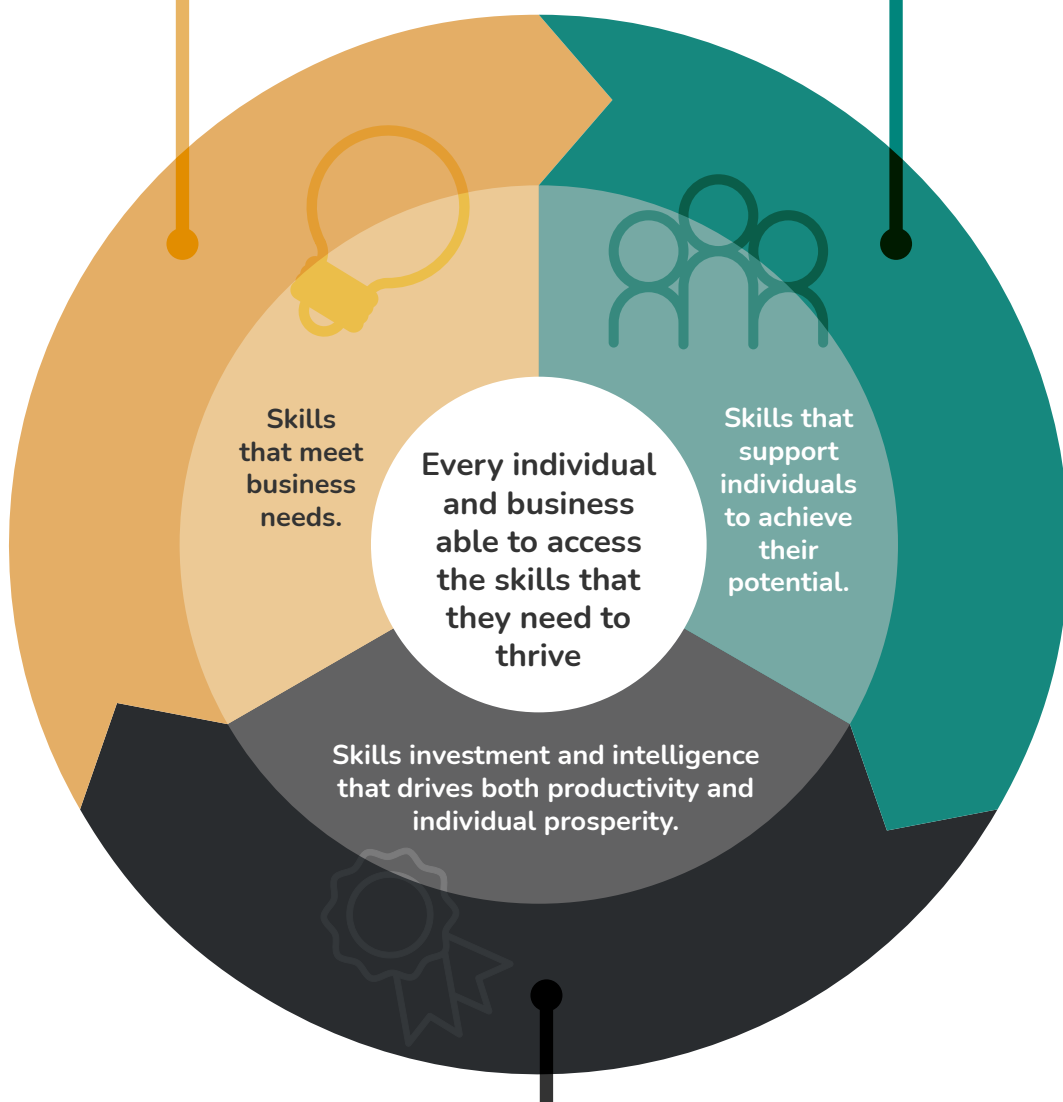 Skills
that meet
business
needs.
Every individual
and business
able to access
the skills that
they need to
thrive
Skills that
support
individuals
to achieve
their
potential.
Skills investment and intelligence
that drives both productivity and
individual prosperity.